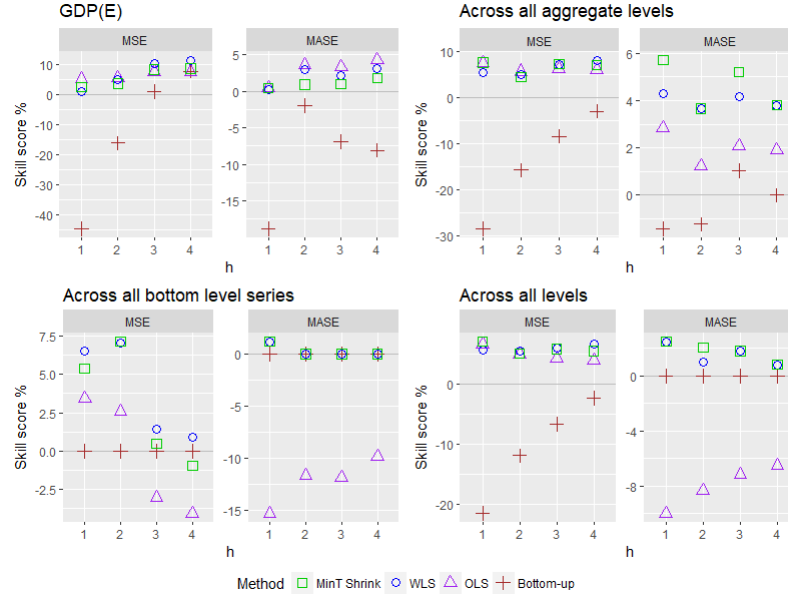 GDP(E)
MSE
MASE
Skill score %
10
0
-10
-20
-30
-40
5
0
-5
-10
-15
1 2 3 4
1 2 3 4
h
Across all aggregate levels
MSE
MASE
Skill score %
10
0
-10
-20
-30
6
4
2
0
1 2 3 4
1 2 3 4
h
Across all bottom level series
MSE
MASE
Skill score %
7.5
5.0
2.5
0.0
-2.5
0
-5
-10
-15
1 2 3 4
1 2 3 4
h
Across all levels
MSE
MASE
Skill score %
0
-10
-20
0
-4
-8
1 2 3 4
1 2 3 4
h
Method MinT Shrink WLS OLS Bottom-up